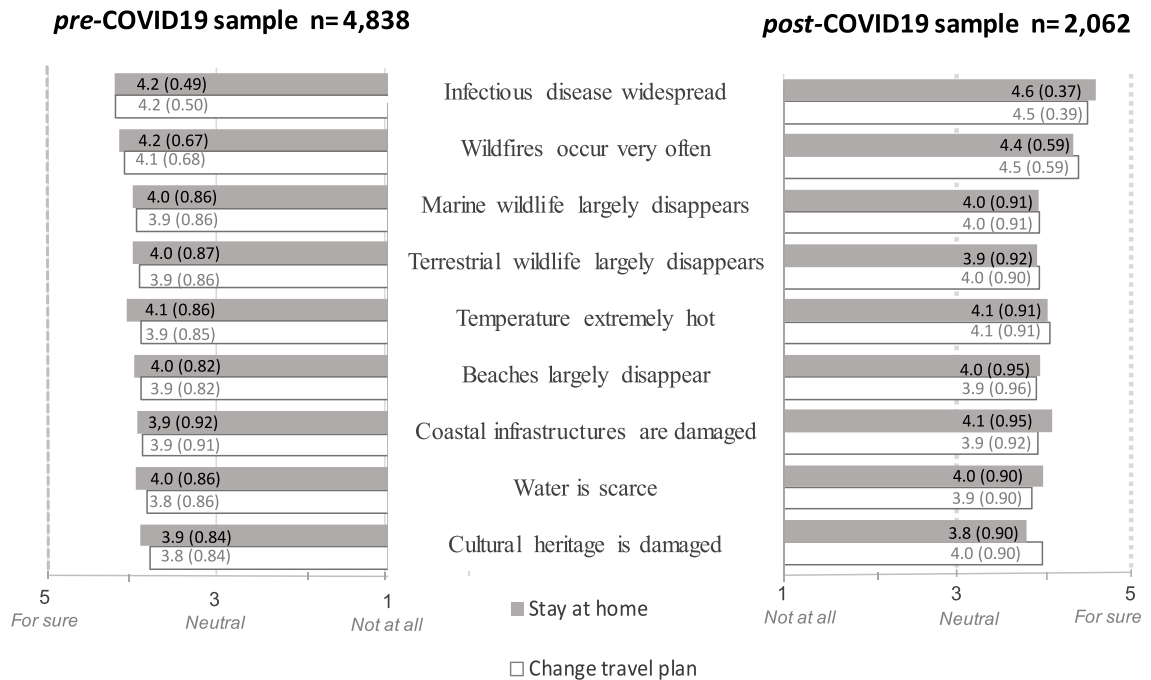 pre-COVID19 sample n= 4,838
post-COVID19 sample n= 2,062
4.2 (0.49)
4.2 (0.50)
Infectious disease widespread
4.6 (0.37)
4.5 (0.39)
4.2 (0.67)
4.1 (0.68)
Wildfires occur very often
4.4 (0.59)
4.5 (0.59)
4.0 (0.86)
3.9 (0.86)
Marine wildlife largely disappears
4.0 (0.91)
4.0 (0.91)
4.0 (0.87)
3.9 (0.86)
Terrestrial wildlife largely disappears
3.9 (0.92)
4.0 (0.90)
4.1 (0.86)
3.9 (0.85)
Temperature extremely hot
4.1 (0.91)
4.1 (0.91)
4.0 (0.82)
3.9 (0.82)
Beaches largely disappear
4.0 (0.95)
3.9 (0.96)
3,9 (0.92)
3.9 (0.91)
Coastal infrastructures are damaged
4.1 (0.95)
3.9 (0.92)
4.0 (0.86)
3.8 (0.86)
Water is scarce
4.0 (0.90)
3.9 (0.90)
3.9 (0.84)
3.8 (0.84)
Cultural heritage is damaged
3.8 (0.90)
4.0 (0.90)
5 3 1
For sure Neutral Not at all
1 3 5
Not at all Neutral For sure
Stay at home
Change travel plan